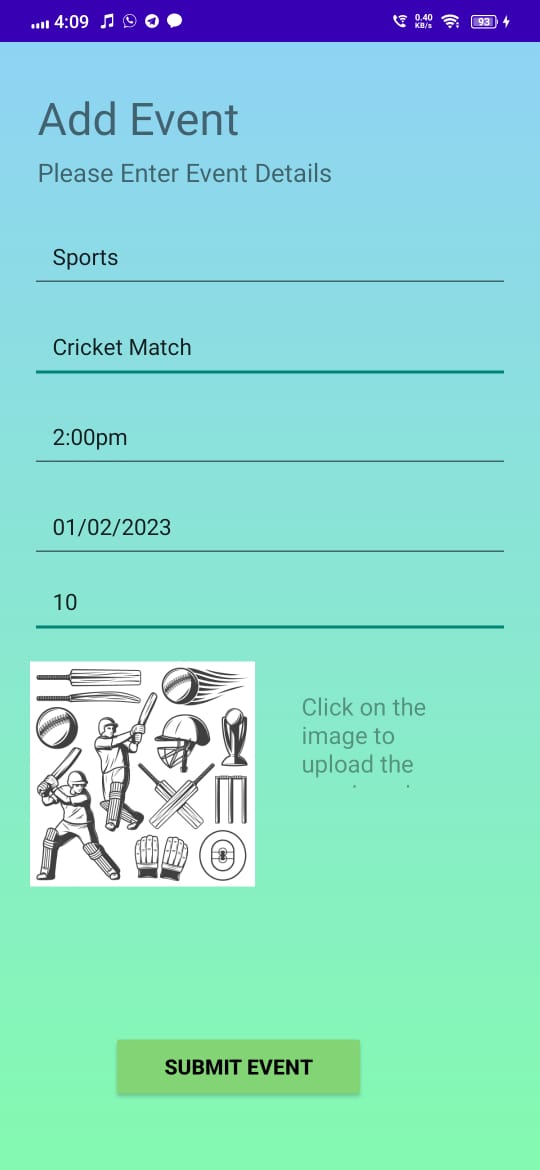 4:09
0.40
KB/s
93
Add Event
Please Enter Event Details
Sports
Cricket Match
2:00pm
01/02/2023
10
Click on the
image to
upload the
SUBMIT EVENT